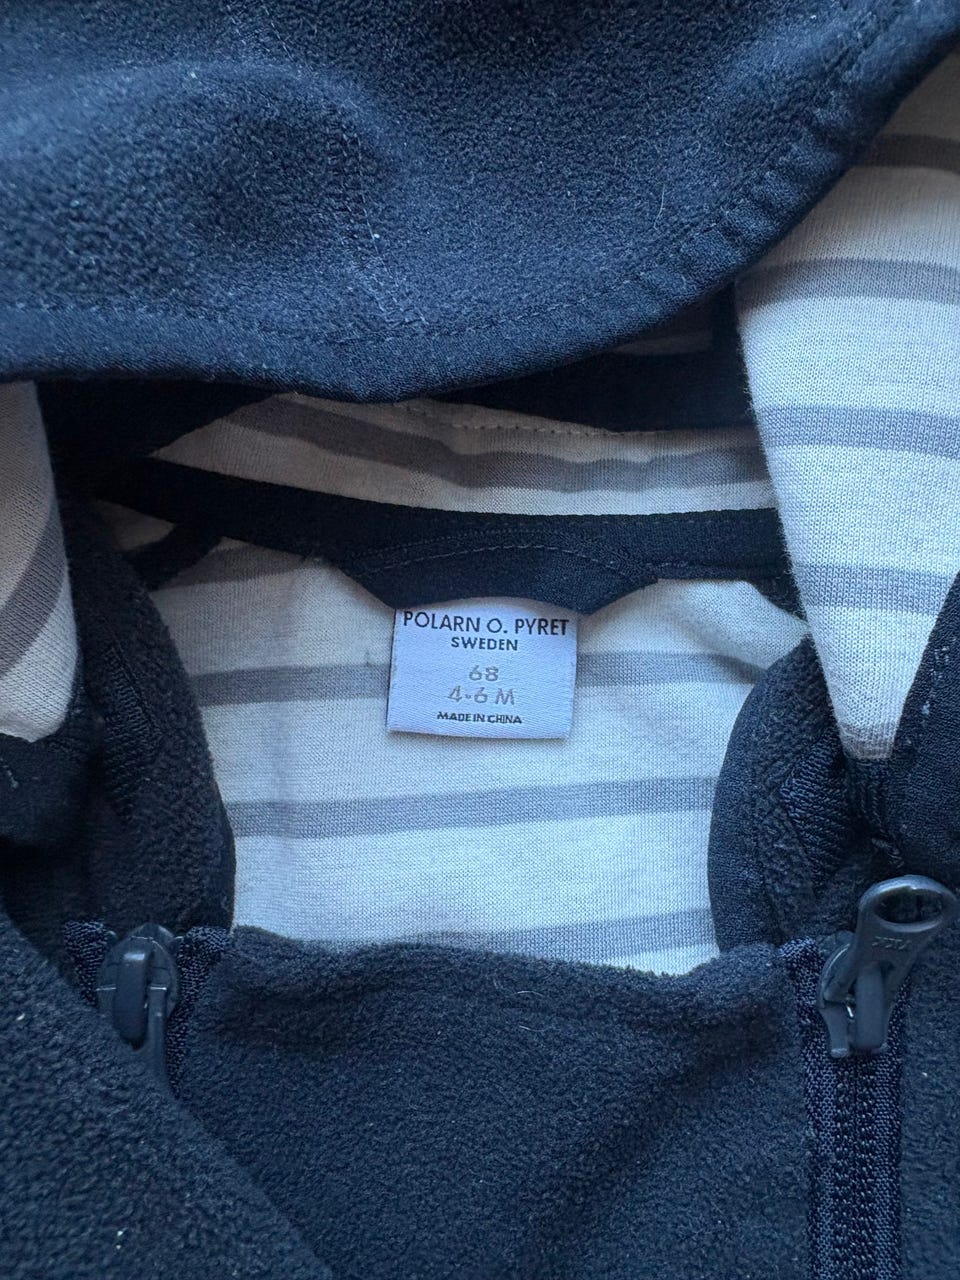 POLARN O. PYRET
SWEDEN
68
4-6 M
MADE IN CHINA